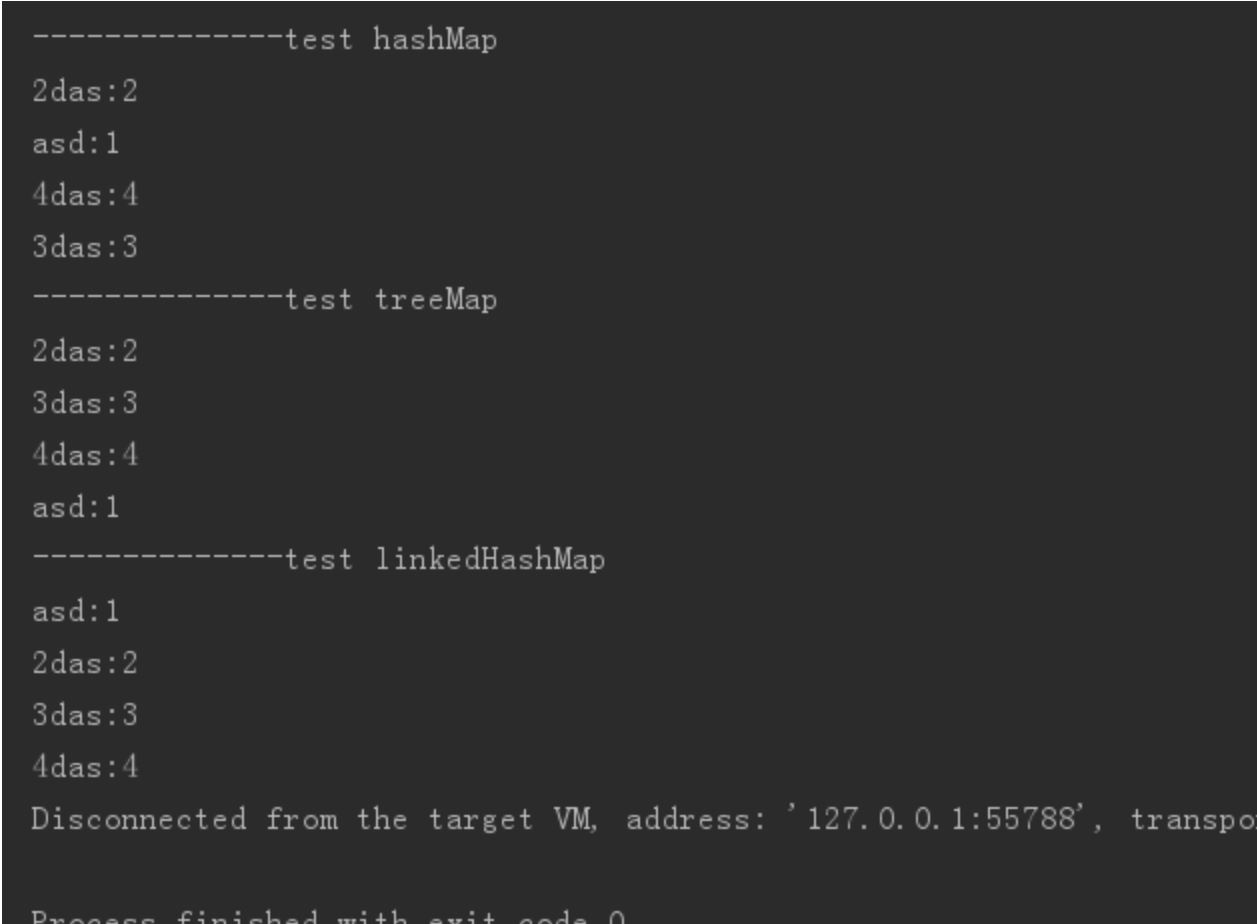 --------------test hashMap
2das:2
asd:1
4das:4
3das:3
--------------test treeMap
2das:2
3das:3
4das:4
asd:1
--------------test linkedHashMap
asd:1
2das:2
3das:3
4das:4
Disconnected from the target VM, address: '127.0.0.1:55788', transpo
Process finished with exit code 0